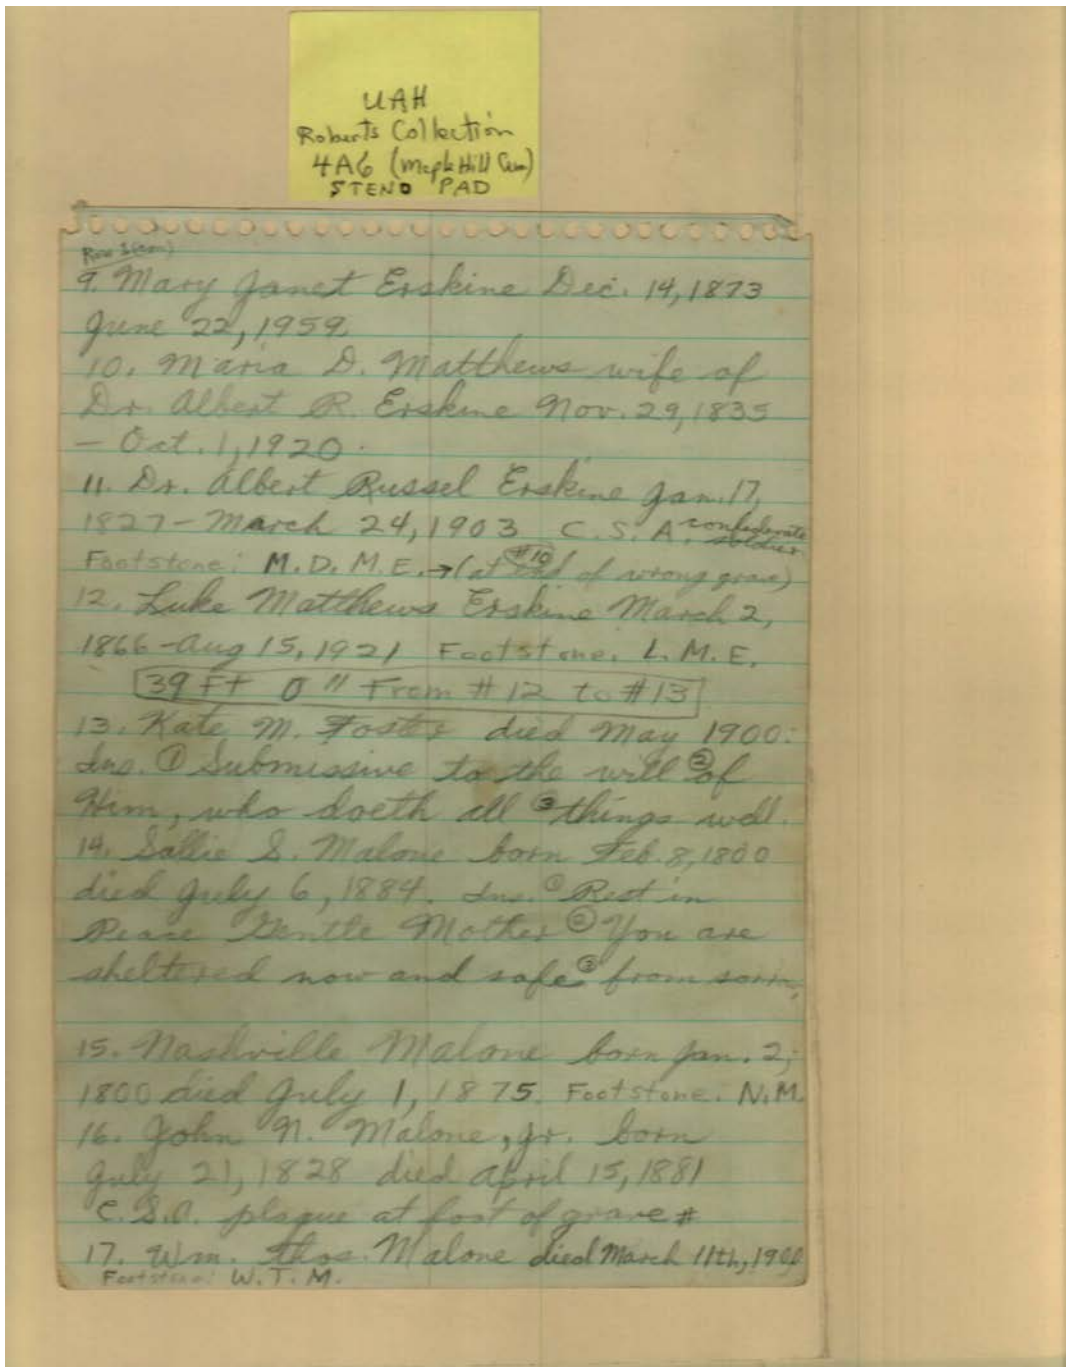 UAH
Roberts Collection
4A6 (Maple Hill Cem)
STENO PAD
Row 1 (con)
9. Mary Janet Erskine Dec. 14, 1873
June 22, 1959.
10. Maria D. Matthews wife of
Dr. Albert R. Erskine Nov. 29, 1835
- Oct. 1, 1920.
11. Dr. Albert Russel Erskine Jan. 17,
1827 - March 24, 1903 C. S. A. confederate
soldier.
Footstone: M. D. M. E. → (at #10 of wrong grave)
12. Luke Matthews Erskine March 2,
1866 - Aug 15, 1921 Footstone: L. M. E.
39 Ft 0" From #12 to #13
13. Kate M. Foster died May 1900.
Ins. ① Submissive to the will ② of
Him, who doeth all ③ things well.
14. Sallie S. Malone born Feb. 8, 1800
died July 6, 1884. Ins. ① Rest in
Peace Gentle Mother ② You are
sheltered now and safe ③ from
15. Nashville Malone born Jan. 2,
1800 died July 1, 1875. Footstone: N.M.
16. John N. Malone, Jr. born
July 21, 1828 died April 15, 1881
C.S.A. plaque at foot of grave #
17. Wm. Thos. Malone died March 11th,
Footstone: W. T. M.